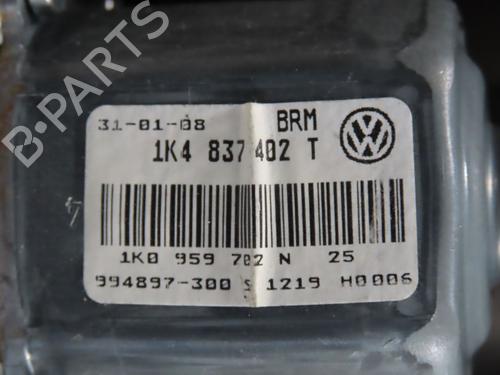 31-01-08 BRM
1K4 837 402 T
1K0 959 702 N 25
994897-300 S 1219 H0006
B-PARTS